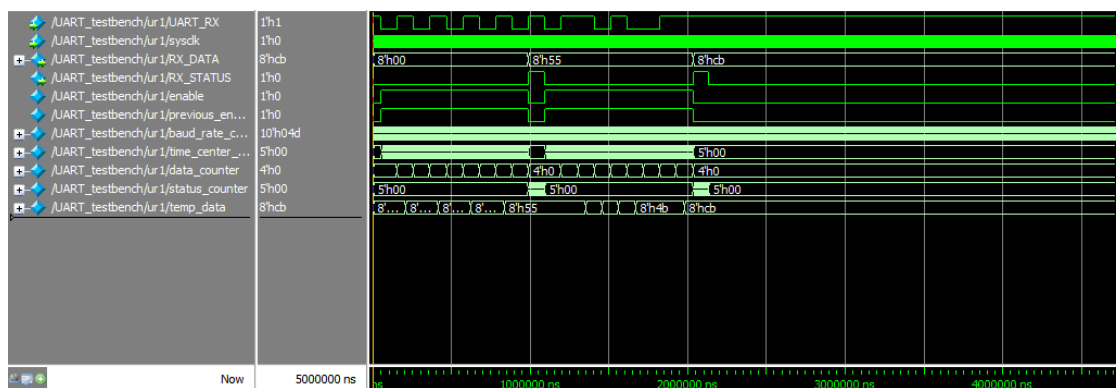 /UART_testbench/ur1/UART_RX 1'h1
/UART_testbench/ur1/sysclk 1'h0
/UART_testbench/ur1/RX_DATA 8'hcb 8'h00 8'h55 8'hcb
/UART_testbench/ur1/RX_STATUS 1'h0
/UART_testbench/ur1/enable 1'h0
/UART_testbench/ur1/previous_en... 1'h0
/UART_testbench/ur1/baud_rate_c... 10'h04d
/UART_testbench/ur1/time_center_... 5'h00 5'h00
/UART_testbench/ur1/data_counter 4'h0 4'h0 4'h0
/UART_testbench/ur1/status_counter 5'h00 5'h00 5'h00 5'h00
/UART_testbench/ur1/temp_data 8'hcb 8'... 8'... 8'... 8'... 8'h55 8'h4b 8'hcb
Now 5000000 ns ns 1000000 ns 2000000 ns 3000000 ns 4000000 ns